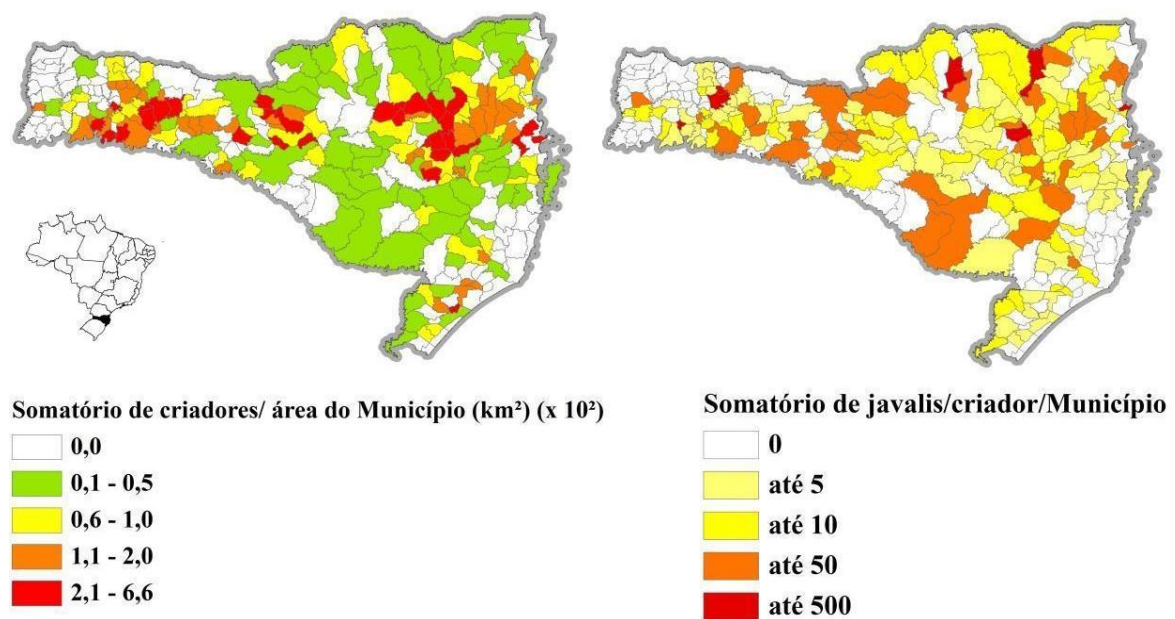 Somatório de criadores/ área do Município (km²) (x 10²)
0,0
0,1 - 0,5
0,6 - 1,0
1,1 - 2,0
2,1 - 6,6
Somatório de javalis/criador/Município
0
até 5
até 10
até 50
até 500